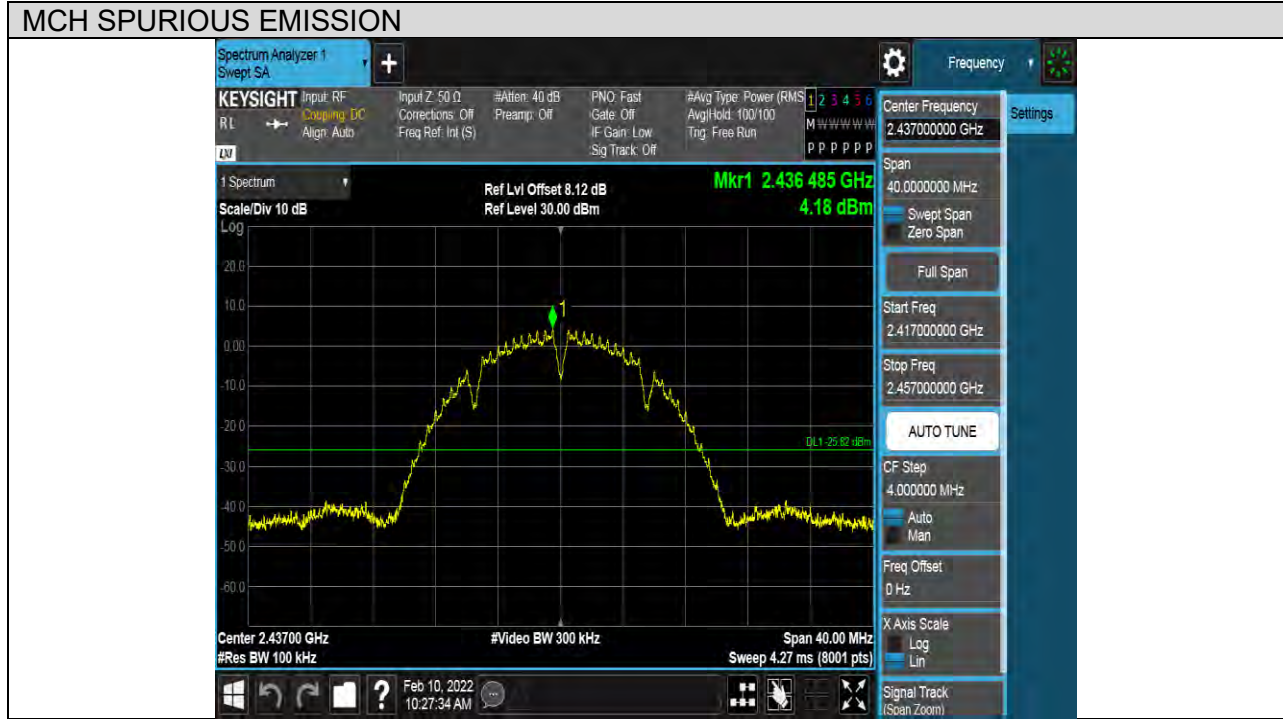 MCH SPURIOUS EMISSION
Spectrum Analyzer 1
Swept SA
+
Frequency
KEYSIGHT
RL
LXI
Input: RF
Coupling: DC
Align: Auto
Input Z: 50 Ω
Corrections: Off
Freq Ref: Int (S)
#Atten: 40 dB
Preamp: Off
PNO: Fast
Gate: Off
IF Gain: Low
Sig Track: Off
#Avg Type: Power (RMS
Avg|Hold: 100/100
Trig: Free Run
1 2 3 4 5 6
M W W W W W
P P P P P P
1 Spectrum
Scale/Div 10 dB
Ref Lvl Offset 8.12 dB
Ref Level 30.00 dBm
Mkr1 2.436 485 GHz
4.18 dBm
Log
20.0
10.0
0.00
-10.0
-20.0
-30.0
-40.0
-50.0
-60.0
1
DL1 -25.82 dBm
Center 2.43700 GHz
#Res BW 100 kHz
#Video BW 300 kHz
Span 40.00 MHz
Sweep 4.27 ms (8001 pts)
?
Feb 10, 2022
10:27:34 AM
Center Frequency
2.437000000 GHz
Settings
Span
40.0000000 MHz
Swept Span
Zero Span
Full Span
Start Freq
2.417000000 GHz
Stop Freq
2.457000000 GHz
AUTO TUNE
CF Step
4.000000 MHz
Auto
Man
Freq Offset
0 Hz
X Axis Scale
Log
Lin
Signal Track
(Span Zoom)